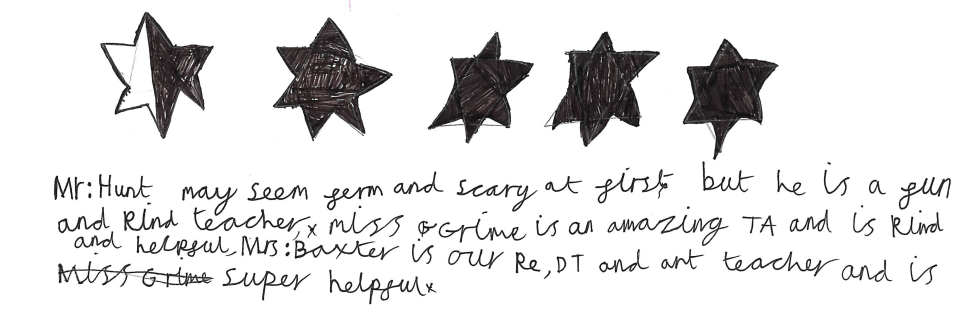 Mr:Hunt may seem ferm and scary at first but he is a fun
and kind teacher, x miss Grime is an amazing TA and is kind
and helpful, Mrs:Baxter is our Re, DT and art teacher and is
Miss Grime super helpful x